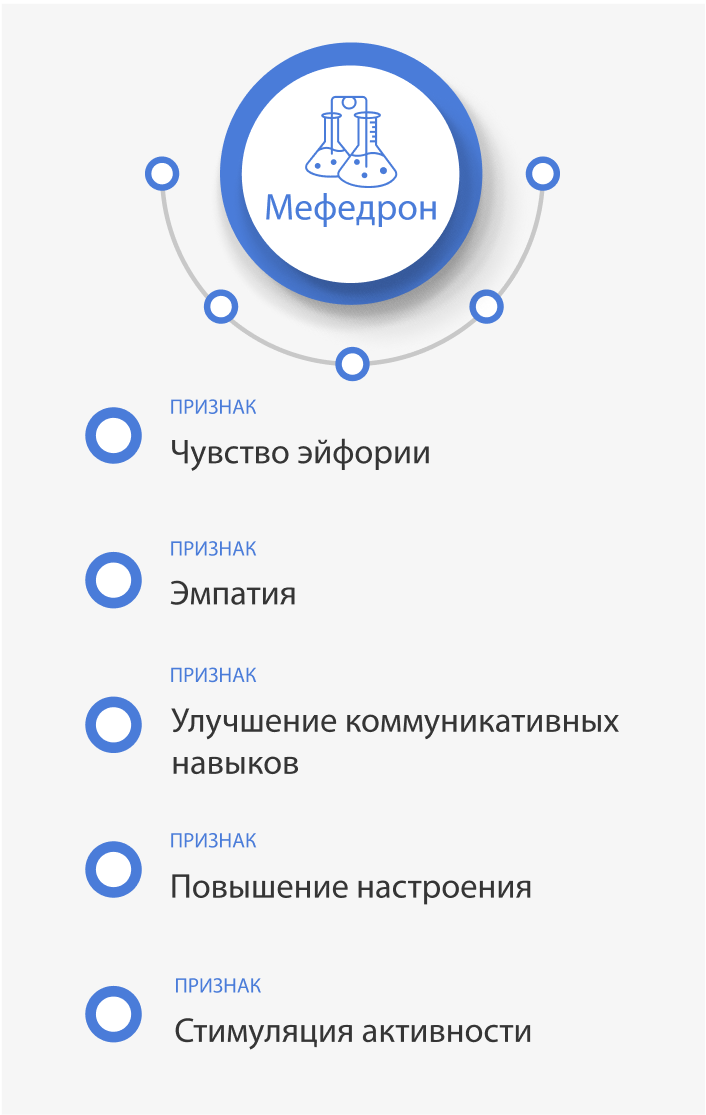 Мефедрон
ПРИЗНАК
Чувство эйфории
ПРИЗНАК
Эмпатия
ПРИЗНАК
Улучшение коммуникативных
навыков
ПРИЗНАК
Повышение настроения
ПРИЗНАК
Стимуляция активности